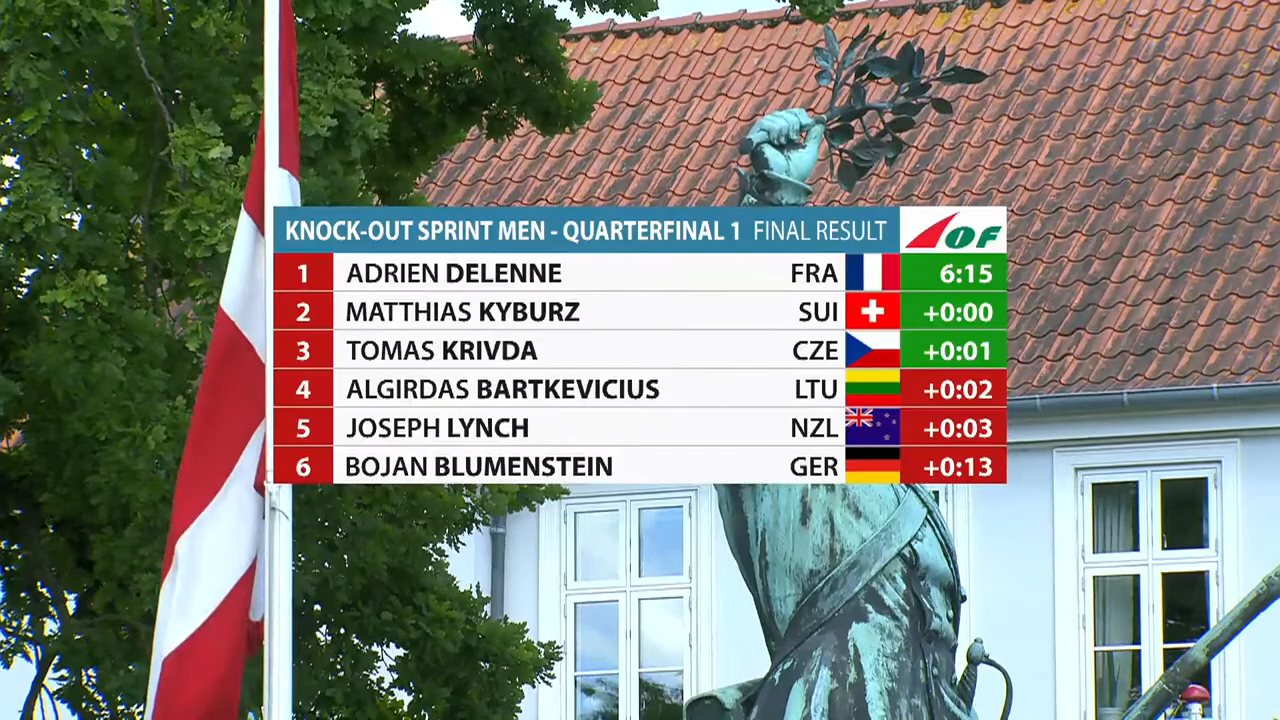 KNOCK-OUT SPRINT MEN - QUARTERFINAL 1 FINAL RESULT IOF
1 ADRIEN DELENNE FRA 6:15
2 MATTHIAS KYBURZ SUI +0:00
3 TOMAS KRIVDA CZE +0:01
4 ALGIRDAS BARTKEVICIUS LTU +0:02
5 JOSEPH LYNCH NZL +0:03
6 BOJAN BLUMENSTEIN GER +0:13